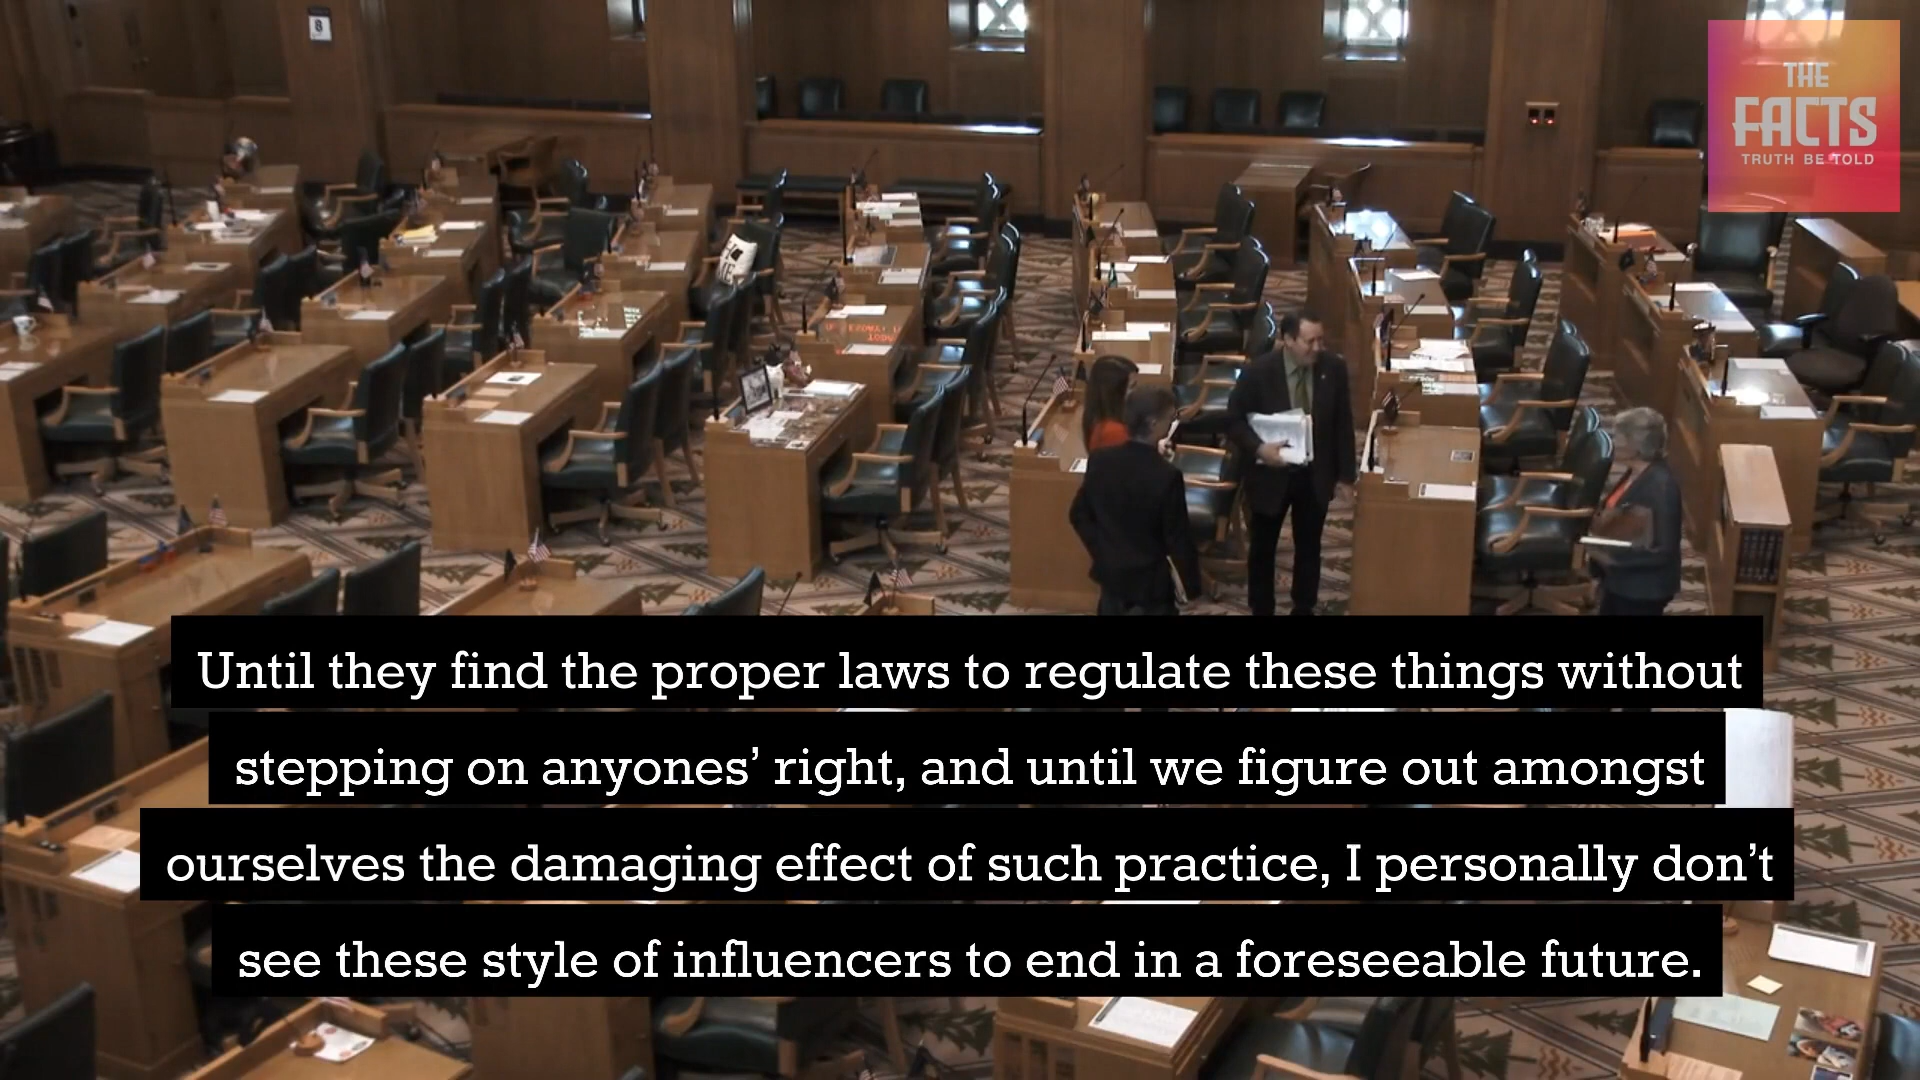 8
THE
FACTS
TRUTH BE TOLD
Until they find the proper laws to regulate these things without
stepping on anyones’ right, and until we figure out amongst
ourselves the damaging effect of such practice, I personally don’t
see these style of influencers to end in a foreseeable future.